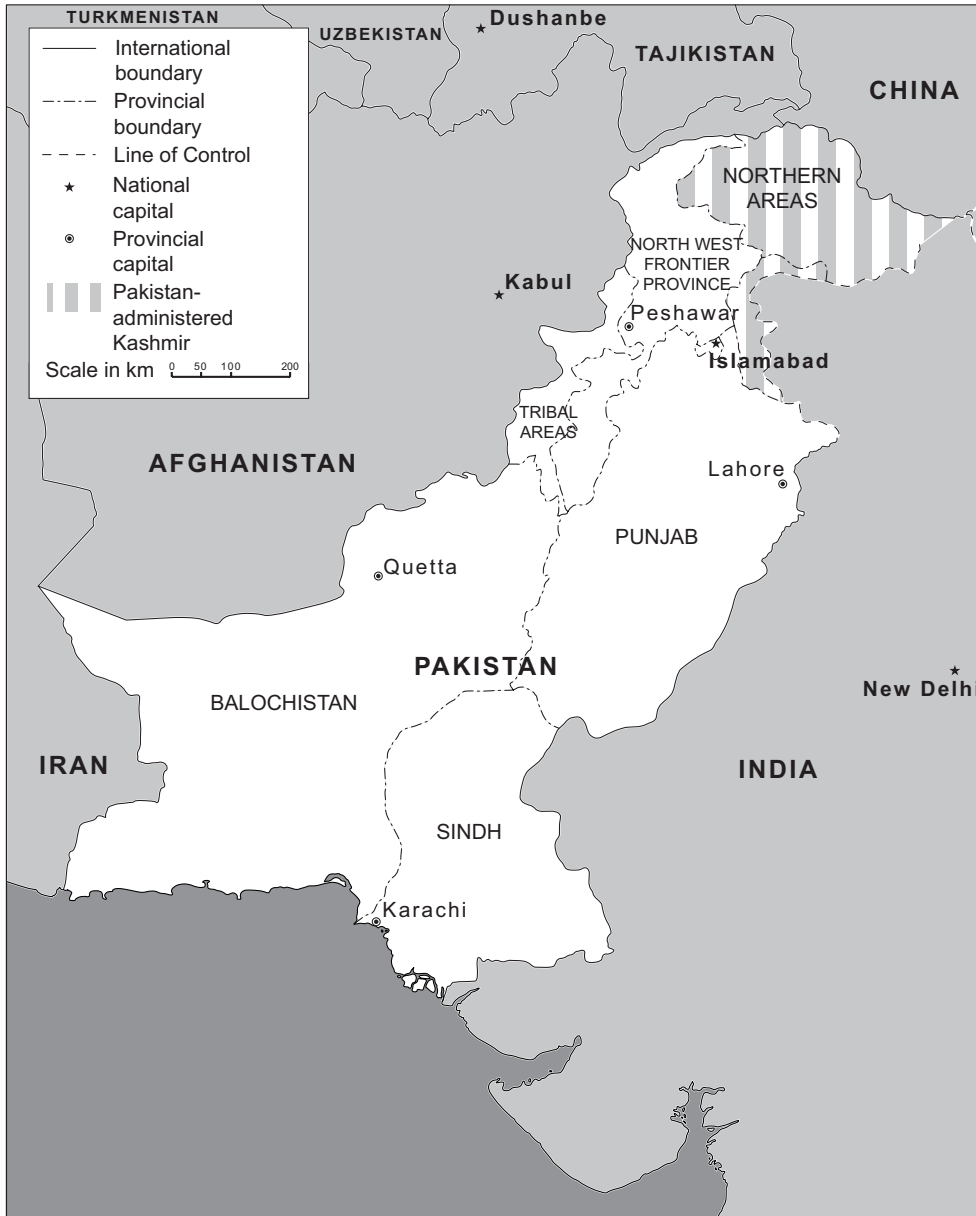 TURKMENISTAN
UZBEKISTAN
Dushanbe
TAJIKISTAN
CHINA
International
boundary
Provincial
boundary
Line of Control
National
capital
Provincial
capital
Pakistan-
administered
Kashmir
Scale in km 0 50 100 200
NORTHERN
AREAS
NORTH WEST
FRONTIER
PROVINCE
Kabul
Peshawar
Islamabad
TRIBAL
AREAS
AFGHANISTAN
Lahore
PUNJAB
Quetta
PAKISTAN
New Delhi
BALOCHISTAN
IRAN
INDIA
SINDH
Karachi